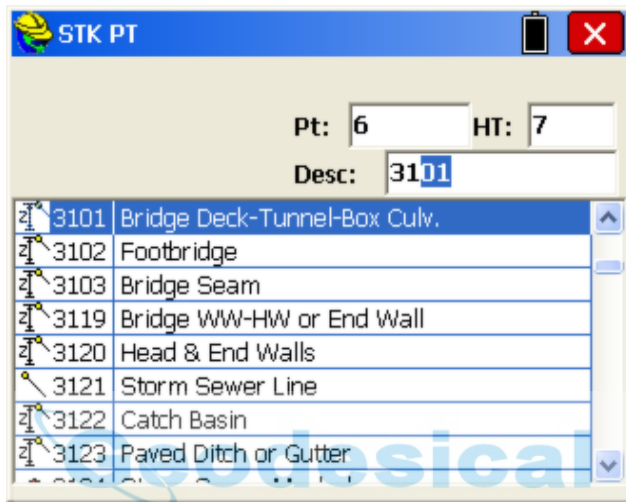 STK PT
Pt: 6 HT: 7
Desc: 3101
3101 Bridge Deck-Tunnel-Box Culv.
3102 Footbridge
3103 Bridge Seam
3119 Bridge WW-HW or End Wall
3120 Head & End Walls
3121 Storm Sewer Line
3122 Catch Basin
3123 Paved Ditch or Gutter
Geodesical